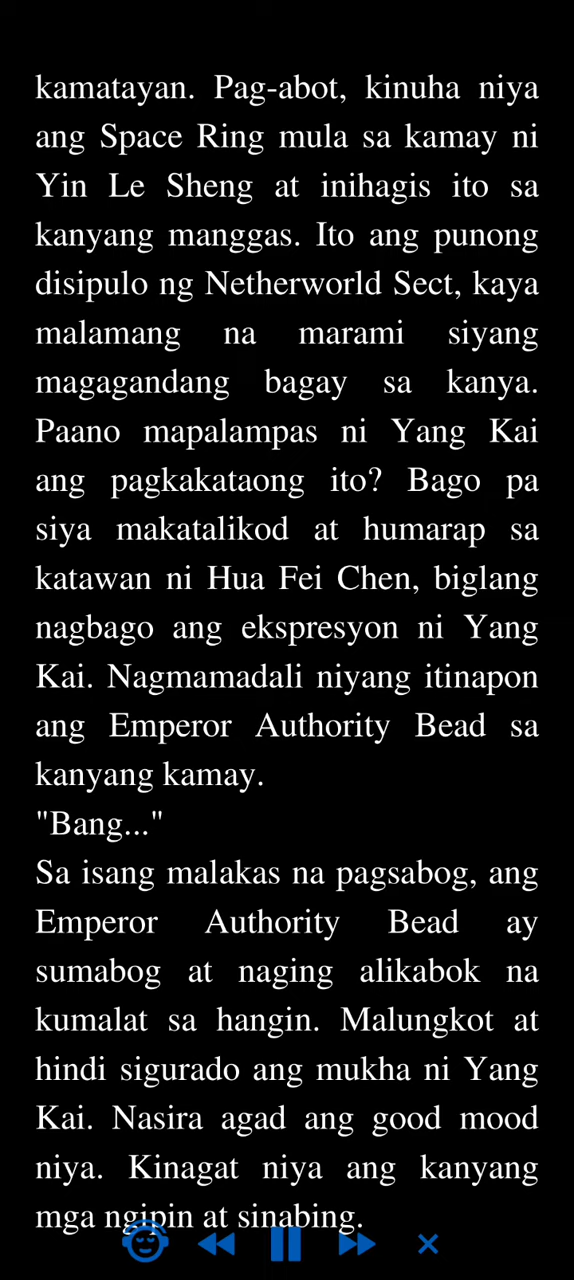 kamatayan. Pag-abot, kinuha niya
ang Space Ring mula sa kamay ni
Yin Le Sheng at inihagis ito sa
kanyang manggas. Ito ang punong
disipulo ng Netherworld Sect, kaya
malamang na marami siyang
magagandang bagay sa kanya.
Paano mapalampas ni Yang Kai
ang pagkakataong ito? Bago pa
siya makatalikod at humarap sa
katawan ni Hua Fei Chen, biglang
nagbago ang ekspresyon ni Yang
Kai. Nagmamadali niyang itinapon
ang Emperor Authority Bead sa
kanyang kamay.
"Bang..."
Sa isang malakas na pagsabog, ang
Emperor Authority Bead ay
sumabog at naging alikabok na
kumalat sa hangin. Malungkot at
hindi sigurado ang mukha ni Yang
Kai. Nasira agad ang good mood
niya. Kinagat niya ang kanyang
mga ngipin at sinabing.